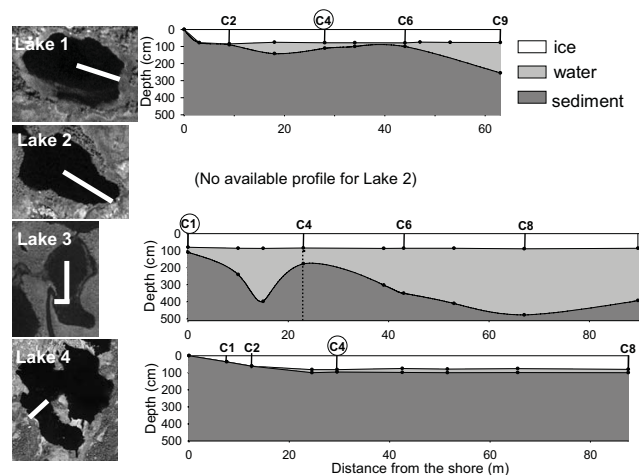 Lake 1
C2 C4 C6 C9
0
100
200
300
400
500
Depth (cm)
0 20 40 60
ice
water
sediment
Lake 2
(No available profile for Lake 2)
Lake 3
C1 C4 C6 C8
0
100
200
300
400
500
Depth (cm)
0 20 40 60 80
Lake 4
C1 C2 C4 C8
0
100
200
300
400
500
Depth (cm)
0 20 40 60 80
Distance from the shore (m)